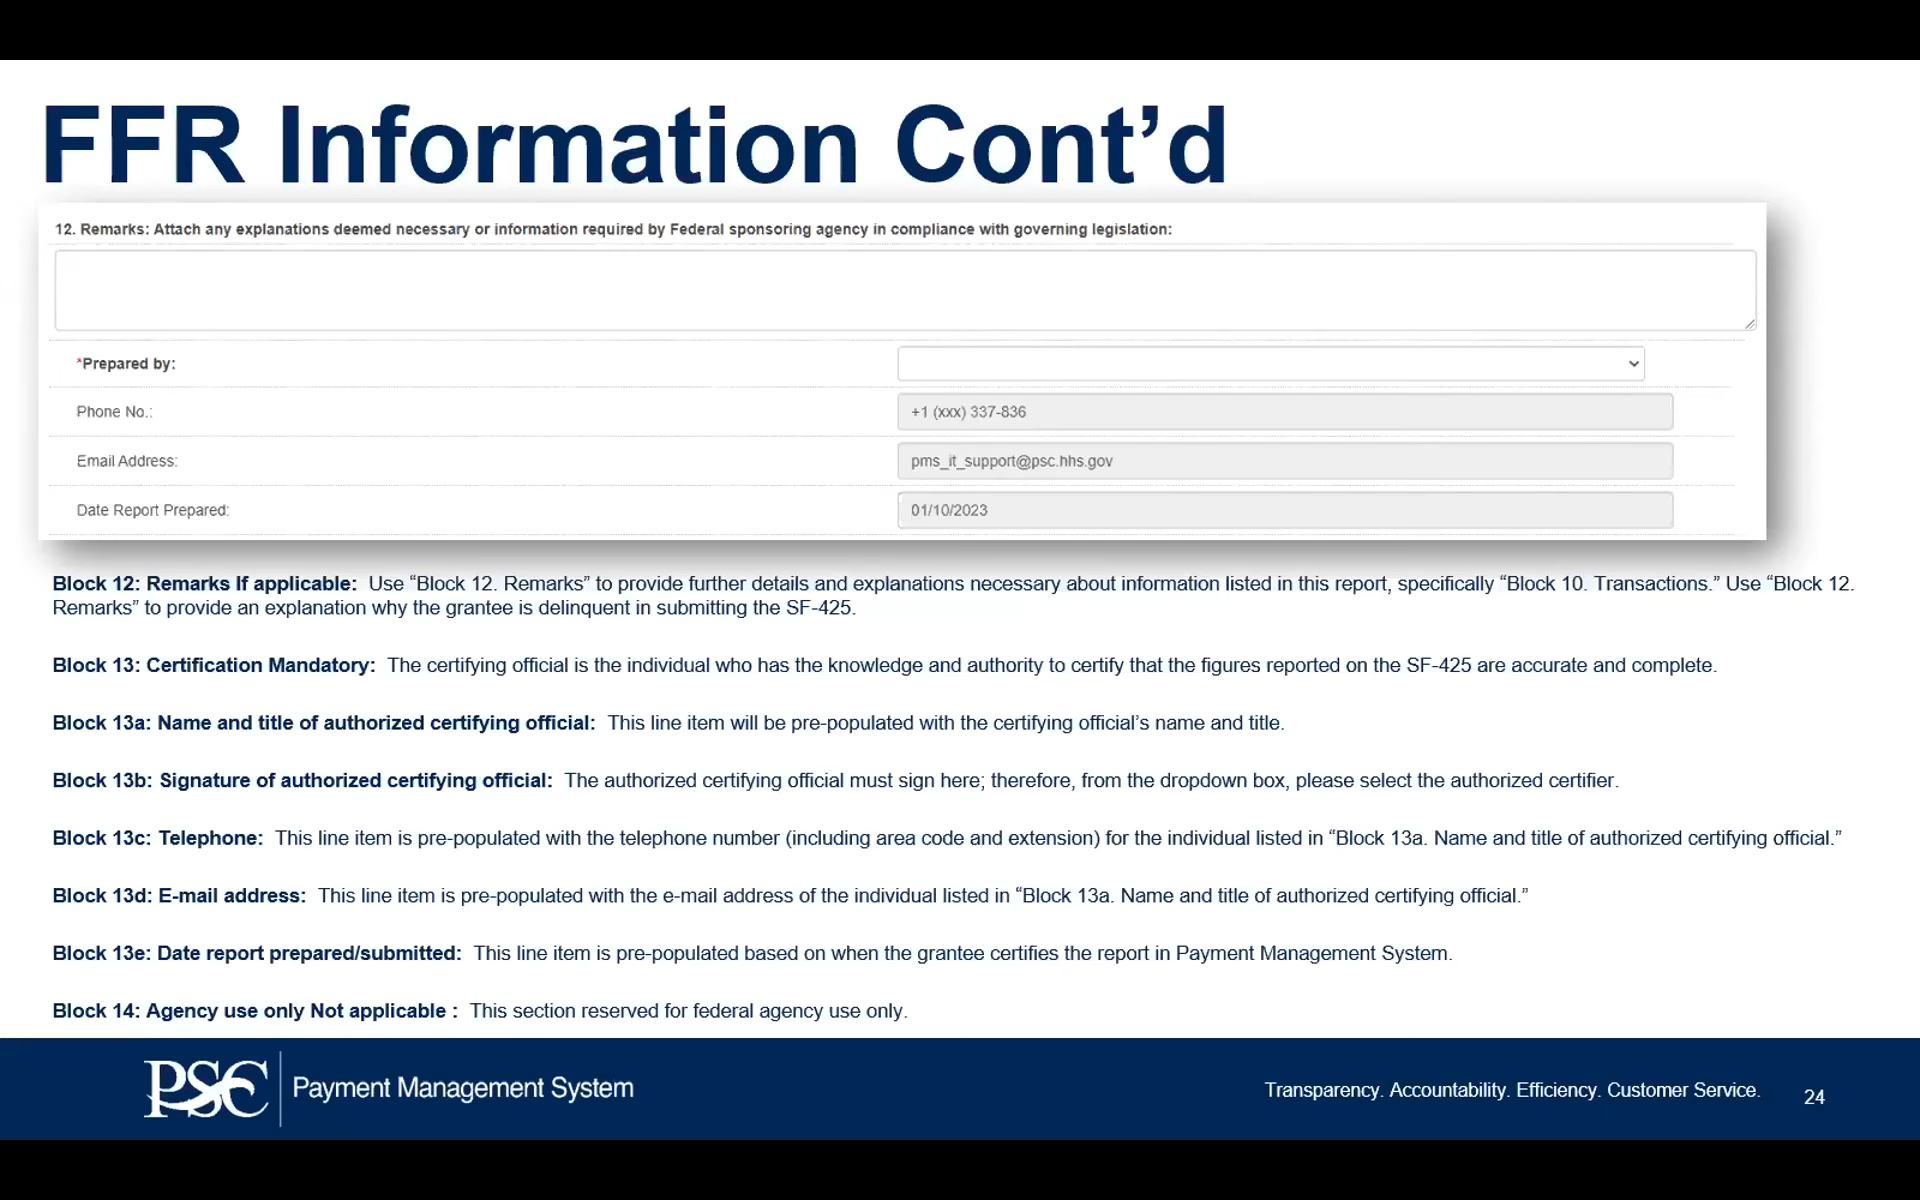 FFR Information Cont’d
12. Remarks: Attach any explanations deemed necessary or information required by Federal sponsoring agency in compliance with governing legislation:
*Prepared by:
Phone No.: +1 (xxx) 337-836
Email Address: pms_it_support@psc.hhs.gov
Date Report Prepared: 01/10/2023
Block 12: Remarks If applicable: Use “Block 12. Remarks” to provide further details and explanations necessary about information listed in this report, specifically “Block 10. Transactions.” Use “Block 12.
Remarks” to provide an explanation why the grantee is delinquent in submitting the SF-425.
Block 13: Certification Mandatory: The certifying official is the individual who has the knowledge and authority to certify that the figures reported on the SF-425 are accurate and complete.
Block 13a: Name and title of authorized certifying official: This line item will be pre-populated with the certifying official’s name and title.
Block 13b: Signature of authorized certifying official: The authorized certifying official must sign here; therefore, from the dropdown box, please select the authorized certifier.
Block 13c: Telephone: This line item is pre-populated with the telephone number (including area code and extension) for the individual listed in “Block 13a. Name and title of authorized certifying official.”
Block 13d: E-mail address: This line item is pre-populated with the e-mail address of the individual listed in “Block 13a. Name and title of authorized certifying official.”
Block 13e: Date report prepared/submitted: This line item is pre-populated based on when the grantee certifies the report in Payment Management System.
Block 14: Agency use only Not applicable : This section reserved for federal agency use only.
PSC Payment Management System
Transparency. Accountability. Efficiency. Customer Service. 24